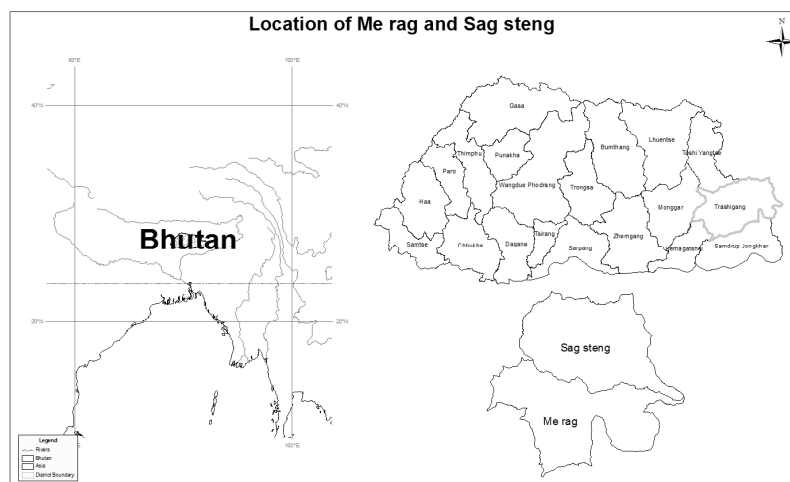 Location of Me rag and Sag steng
N
80°E
100°E
40°N
40°N
Bhutan
20°N
20°N
100°E
Legend
Rivers
Bhutan
Asia
District Boundary
Gasa
Thimphu
Punakha
Paro
Haa
Wangdue Phodrang
Trongsa
Bumthang
Lhuentse
Monggar
Trashigang
Samtse
Chhukha
Dagana
Tsirang
Sarpang
Zhemgang
Samdrup Jongkhar
Sag steng
Me rag